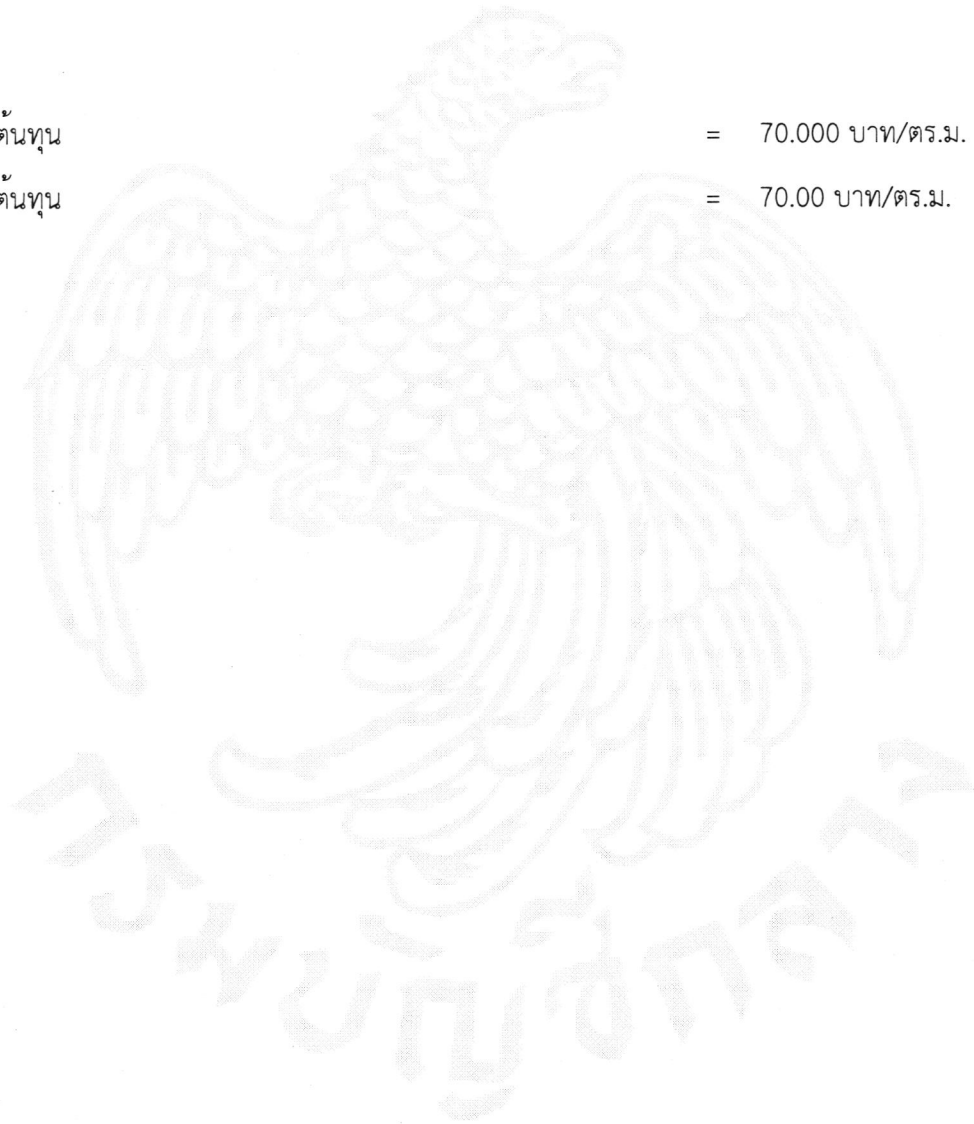 ต้นทุน = 70.000 บาท/ตร.ม.
ต้นทุน = 70.00 บาท/ตร.ม.
กรมบัญชีกลาง